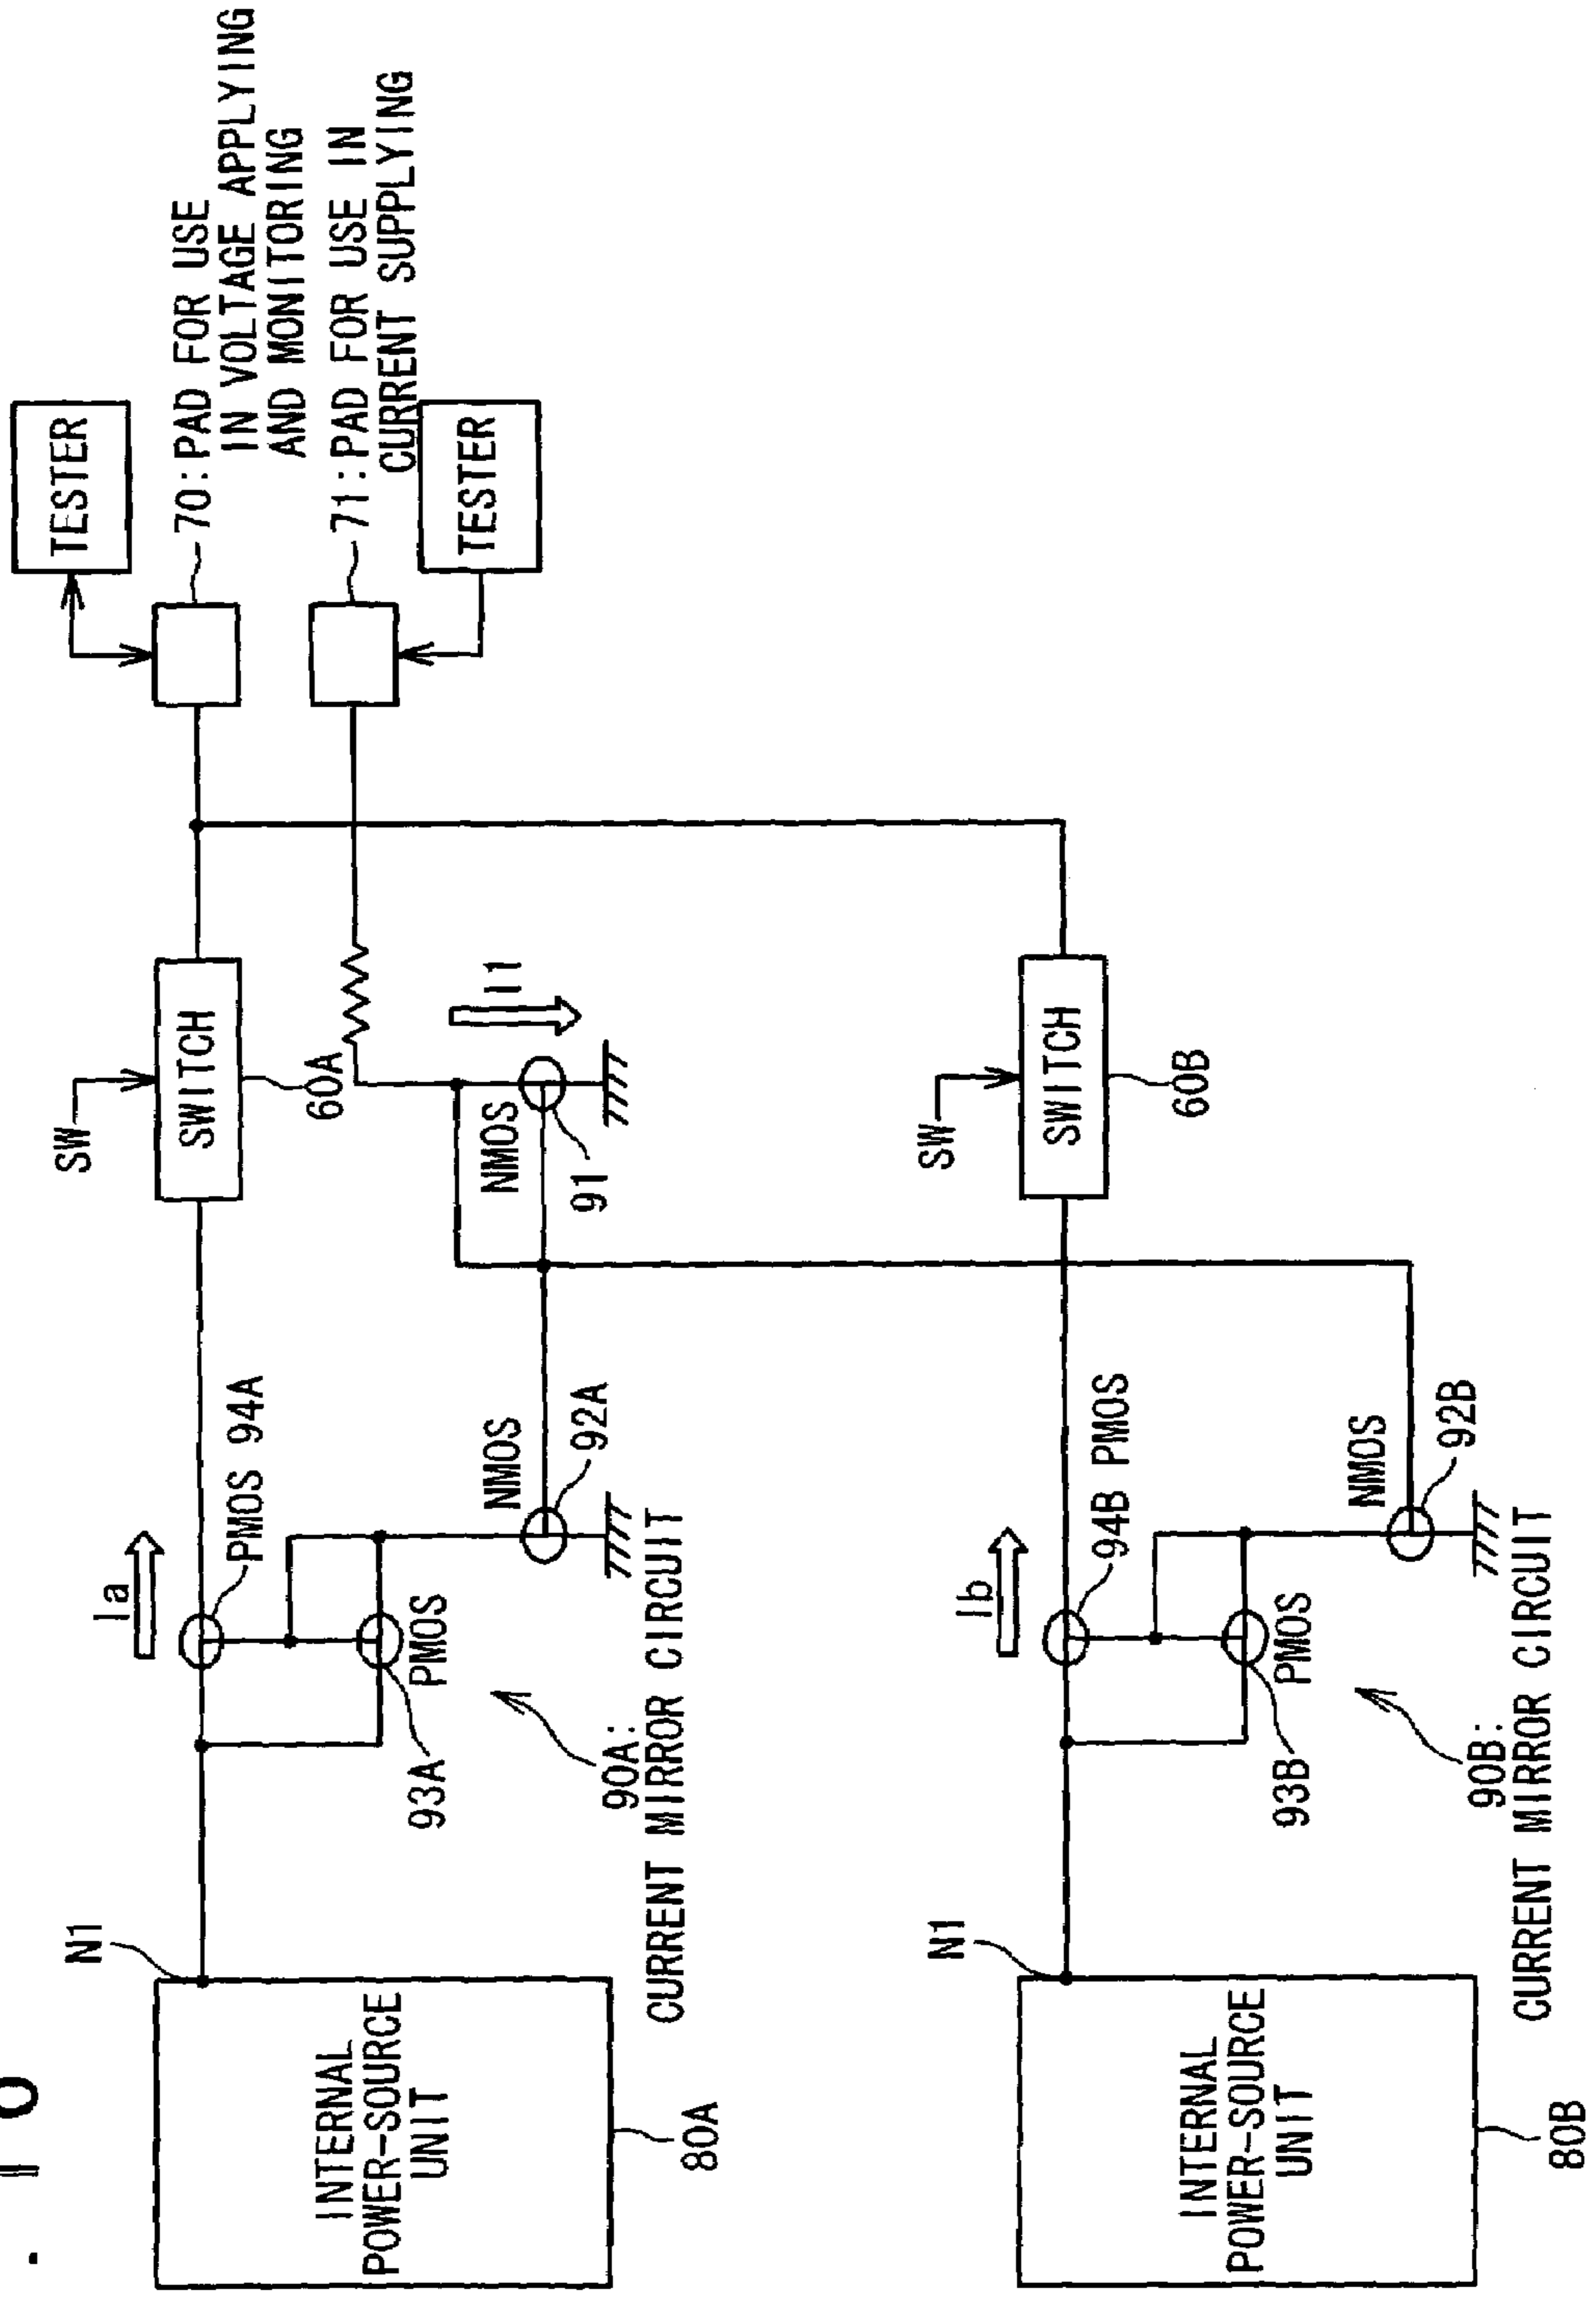 TESTER
70:PAD FOR USE
IN VOLTAGE APPLYING
AND MONITORING
71:PAD FOR USE IN
CURRENT SUPPLYING
TESTER
SW
SWITCH
60A
I1
NMOS
91
SW
SWITCH
60B
Ia
PMOS 94A
NMOS
92A
PMOS
93A
90A:
CURRENT MIRROR CIRCUIT
Ib
94B PMOS
NMOS
92B
PMOS
93B
90B:
CURRENT MIRROR CIRCUIT
N1
INTERNAL
POWER-SOURCE
UNIT
80A
N1
INTERNAL
POWER-SOURCE
UNIT
80B